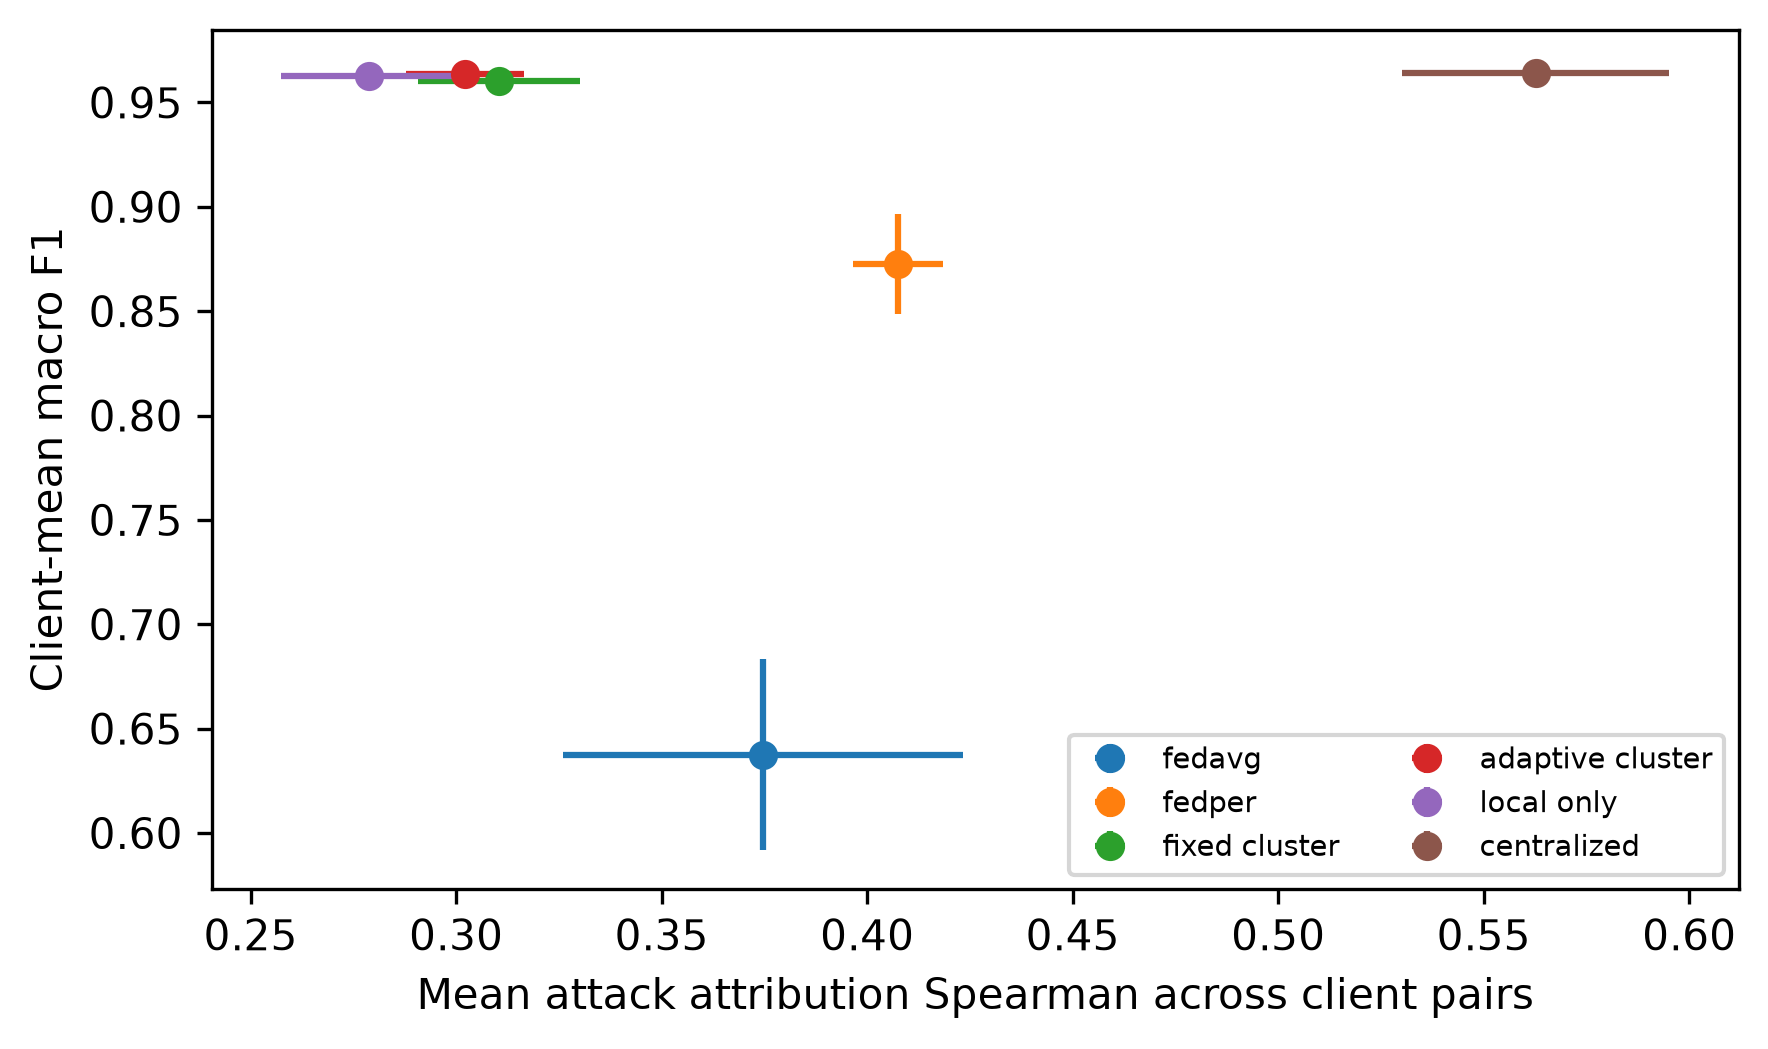 Client-mean macro F1
0.95
0.90
0.85
0.80
0.75
0.70
0.65
0.60
fedavg
fedper
fixed cluster
adaptive cluster
local only
centralized
0.25 0.30 0.35 0.40 0.45 0.50 0.55 0.60
Mean attack attribution Spearman across client pairs